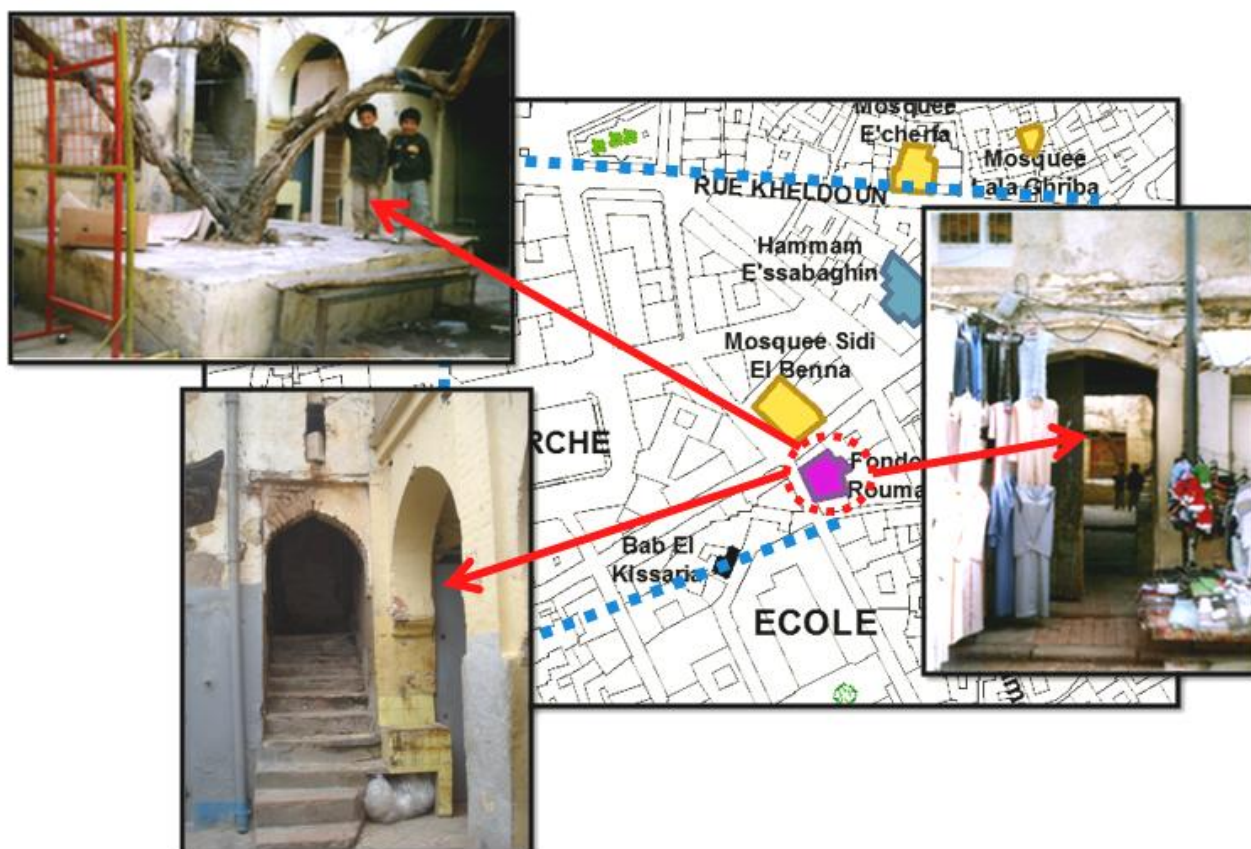 Mosquee
E'cherfa
Mosquee
Lala Ghriba
RUE KHELDOUN
Hammam
E'ssabaghin
Mosquee Sidi
El Benna
RCHE
Fondo
Rouma
Bab El
KIssaria
ECOLE